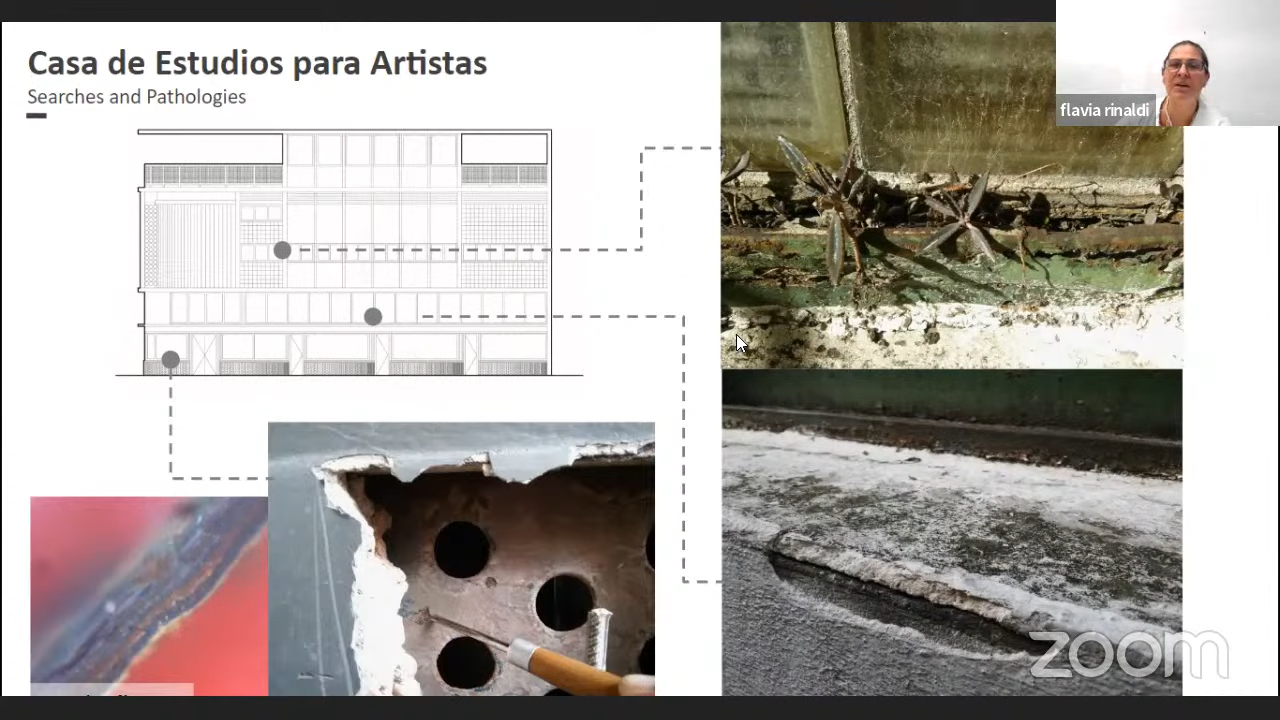 Casa de Estudios para Artistas
Searches and Pathologies
flavia rinaldi
zoom